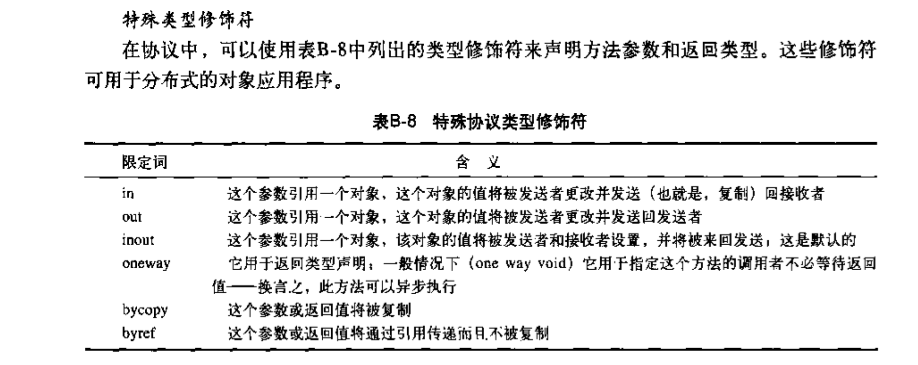 特殊类型修饰符
在协议中，可以使用表B-8中列出的类型修饰符来声明方法参数和返回类型。这些修饰符
可用于分布式的对象应用程序。
表B-8 特殊协议类型修饰符
限定词 含 义
in 这个参数引用一个对象，这个对象的值将被发送者更改并发送（也就是，复制）回接收者
out 这个参数引用一个对象，这个对象的值将被发送者更改并发送回发送者
inout 这个参数引用一个对象，该对象的值将被发送者和接收者设置，并将被来回发送；这是默认的
oneway 它用于返回类型声明；一般情况下（one way void）它用于指定这个方法的调用者不必等待返回
值——换言之，此方法可以异步执行
bycopy 这个参数或返回值将被复制
byref 这个参数或返回值将通过引用传递而且不被复制